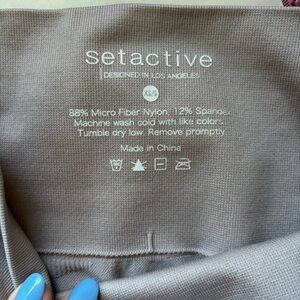 setactive
DESIGNED IN LOS ANGELES
XS/S
88% Micro Fiber Nylon, 12% Spandex
Machine wash cold with like colors.
Tumble dry low. Remove promptly
Made in China